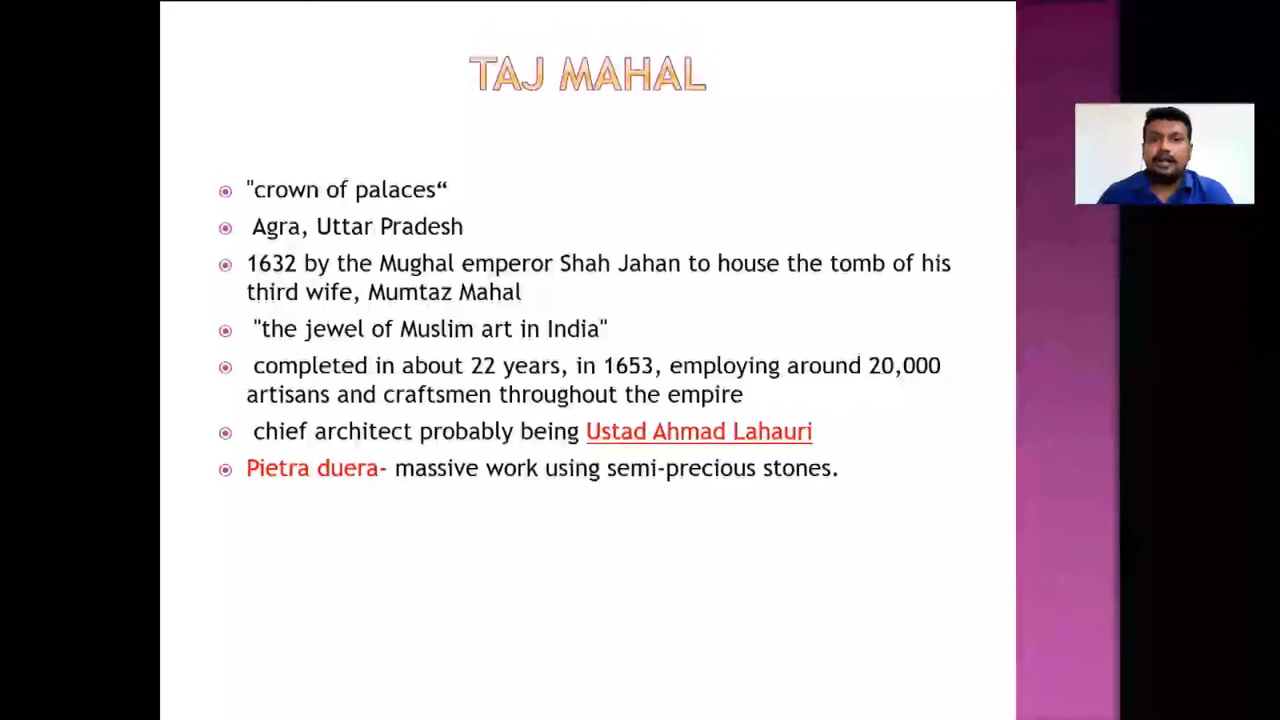 TAJ MAHAL
"crown of palaces“
Agra, Uttar Pradesh
1632 by the Mughal emperor Shah Jahan to house the tomb of his
third wife, Mumtaz Mahal
"the jewel of Muslim art in India"
completed in about 22 years, in 1653, employing around 20,000
artisans and craftsmen throughout the empire
chief architect probably being Ustad Ahmad Lahauri
Pietra duera- massive work using semi-precious stones.